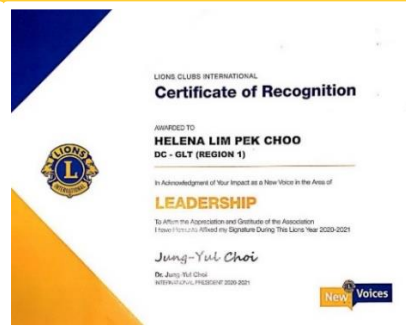 LIONS CLUBS INTERNATIONAL
Certificate of Recognition
AWARDED TO
HELENA LIM PEK CHOO
DC - GLT (REGION 1)
In Acknowledgment of Your Impact as a New Voice in the Area of
LEADERSHIP
To Affirm the Appreciation and Gratitude of the Association
I have Hereunto Affixed my Signature During This Lions Year 2020-2021
Jung-Yul Choi
Dr. Jung-Yul Choi
INTERNATIONAL PRESIDENT 2020-2021
LIONS
L
INTERNATIONAL
New Voices